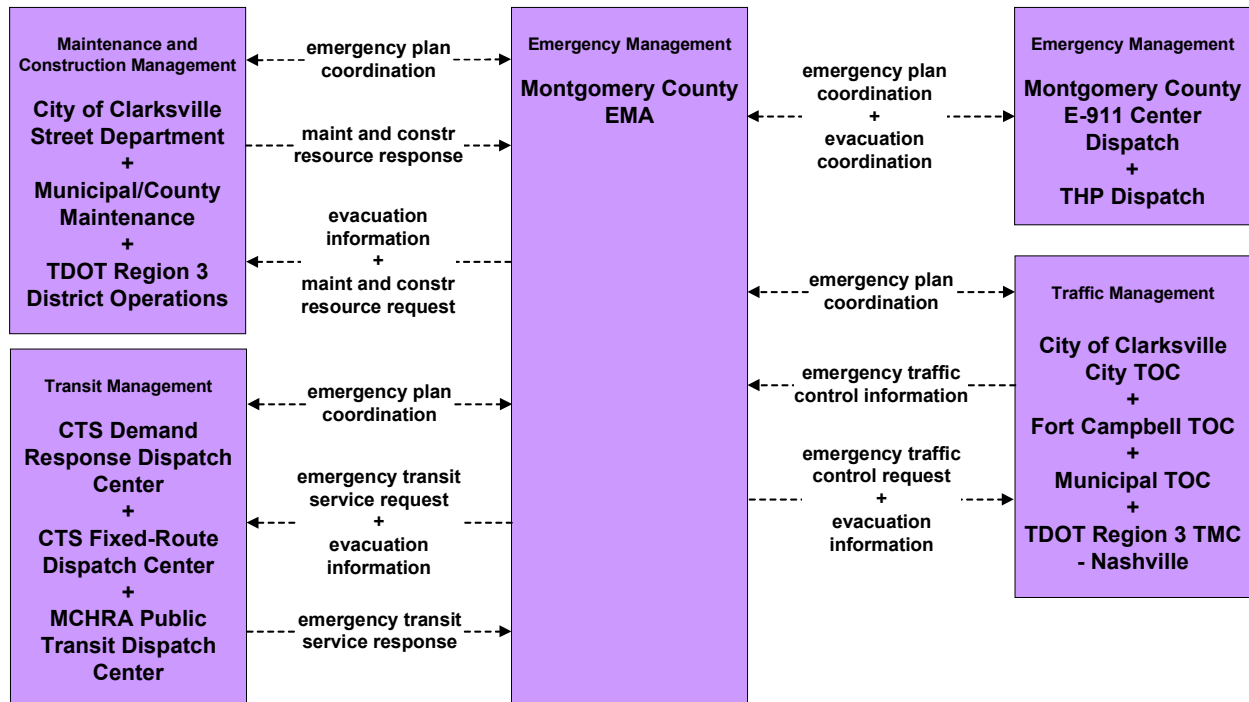 Maintenance and
Construction Management
City of Clarksville
Street Department
+
Municipal/County
Maintenance
+
TDOT Region 3
District Operations
emergency plan
coordination
maint and constr
resource response
evacuation
information
+
maint and constr
resource request
Transit Management
CTS Demand
Response Dispatch
Center
+
CTS Fixed-Route
Dispatch Center
+
MCHRA Public
Transit Dispatch
Center
emergency plan
coordination
emergency transit
service request
+
evacuation
information
emergency transit
service response
Emergency Management
Montgomery County
EMA
emergency plan
coordination
+
evacuation
coordination
Emergency Management
Montgomery County
E-911 Center
Dispatch
+
THP Dispatch
emergency plan
coordination
emergency traffic
control information
emergency traffic
control request
+
evacuation
information
Traffic Management
City of Clarksville
City TOC
+
Fort Campbell TOC
+
Municipal TOC
+
TDOT Region 3 TMC
- Nashville